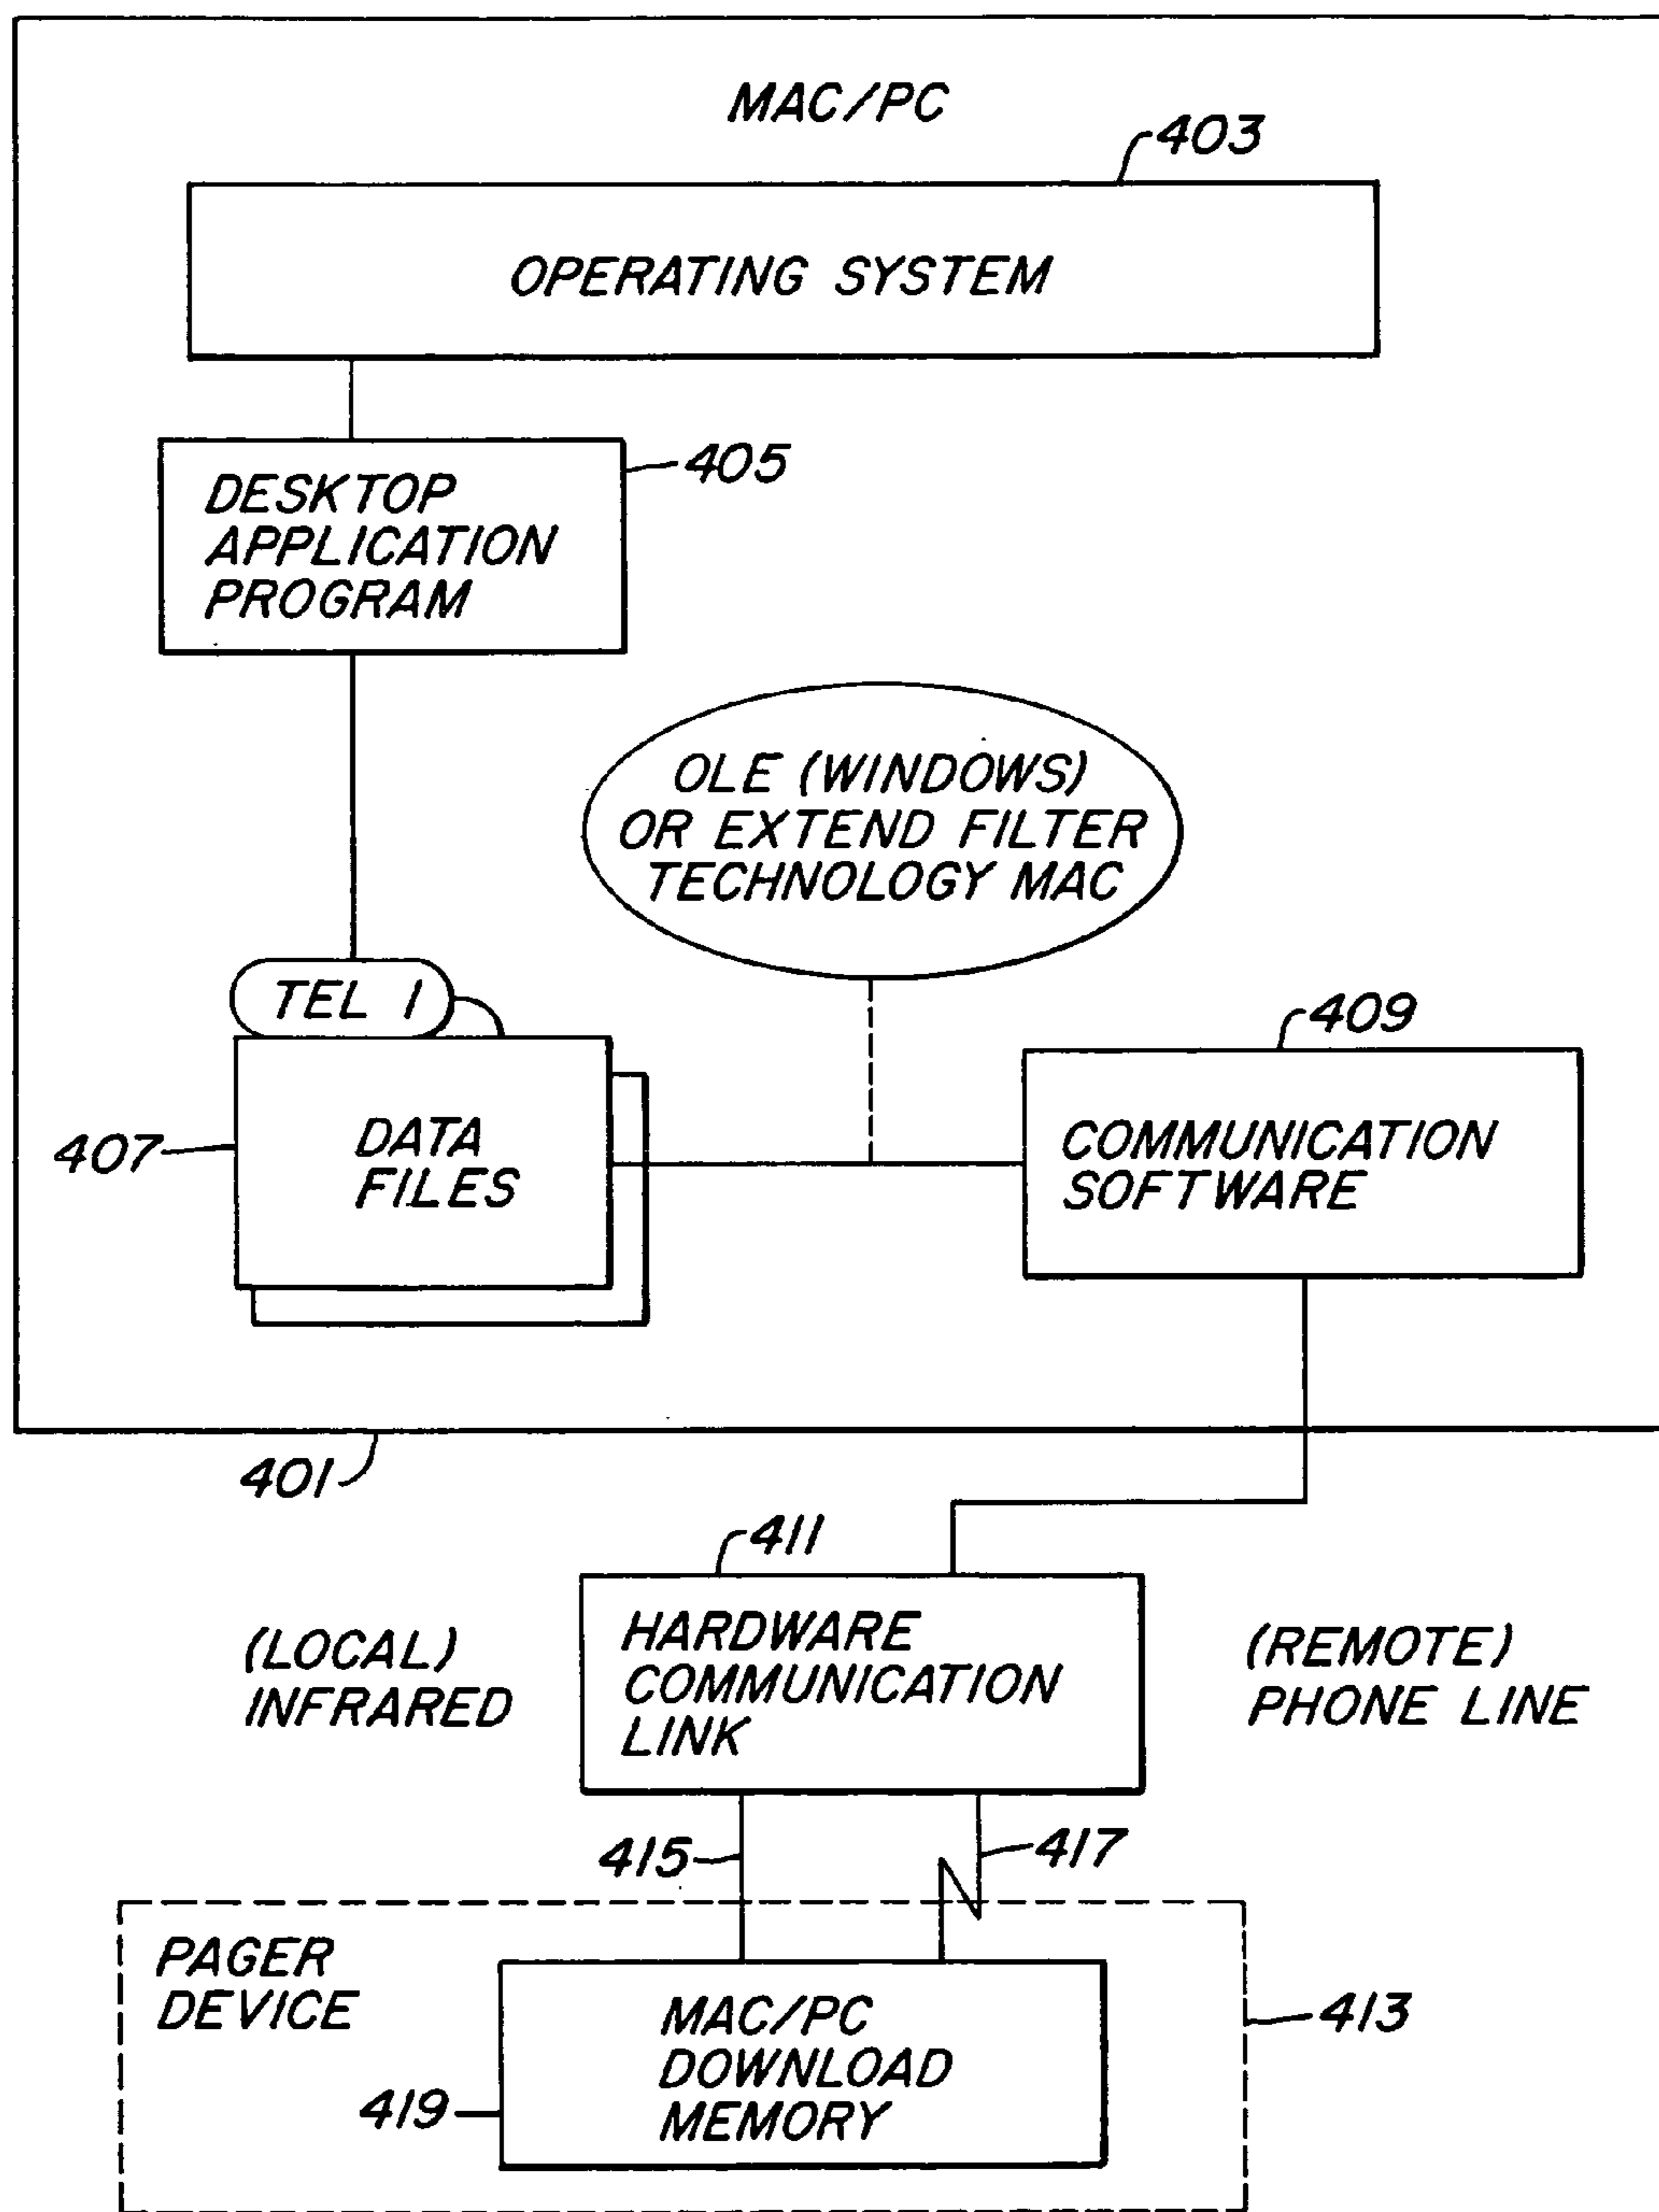 MAC/PC
403
OPERATING SYSTEM
405
DESKTOP
APPLICATION
PROGRAM
OLE (WINDOWS)
OR EXTEND FILTER
TECHNOLOGY MAC
TEL 1
409
407
DATA
FILES
COMMUNICATION
SOFTWARE
401
411
(LOCAL)
INFRARED
HARDWARE
COMMUNICATION
LINK
(REMOTE)
PHONE LINE
415
417
PAGER
DEVICE
413
MAC/PC
DOWNLOAD
MEMORY
419